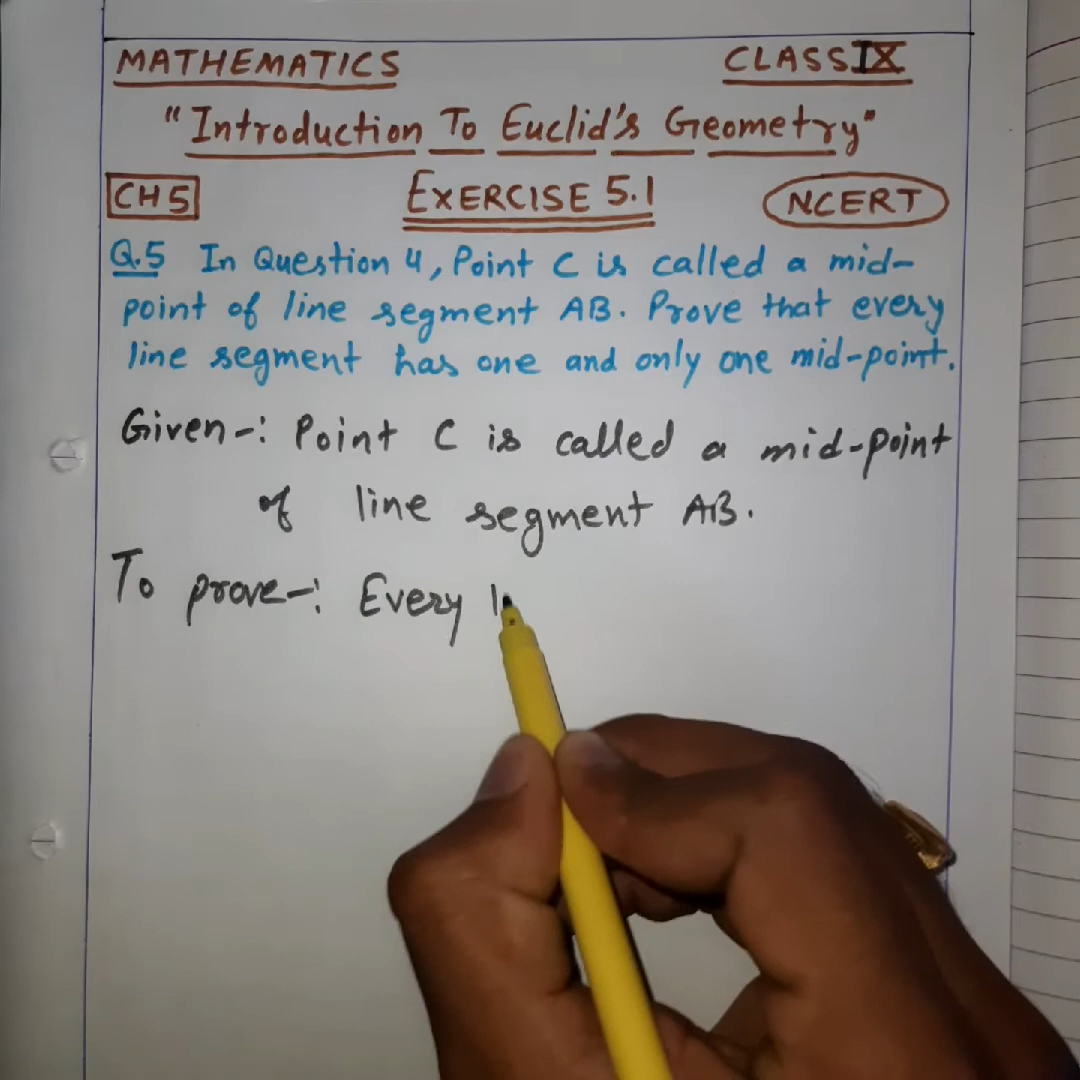 MATHEMATICS CLASS IX
"Introduction To Euclid's Geometry"
CH 5 EXERCISE 5.1 NCERT
Q.5 In Question 4, Point C is called a mid-
point of line segment AB. Prove that every
line segment has one and only one mid-point.
Given-: Point C is called a mid-point
of line segment AB.
To prove-: Every